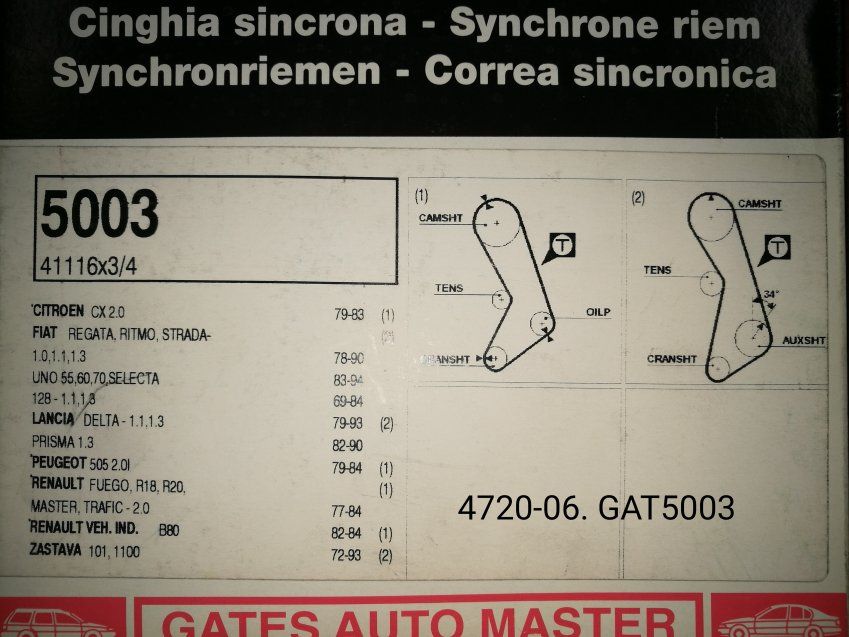 Cinghia sincrona - Synchrone riem
Synchronriemen - Correa sincronica
5003
41116x3/4
CITROEN CX 2.0 79-83 (1)
FIAT REGATA, RITMO, STRADA- (2)
1.0,1.1,1.3 78-90
UNO 55,60,70,SELECTA 83-94
128 - 1.1,1.3 69-84
LANCIA DELTA - 1.1,1.3 79-93 (2)
PRISMA 1.3 82-90
PEUGEOT 505 2.0I 79-84 (1)
RENAULT FUEGO, R18, R20, (1)
MASTER, TRAFIC - 2.0 77-84
RENAULT VEH. IND. B80 82-84 (1)
ZASTAVA 101, 1100 72-93 (2)
(1)
CAMSHT
T
TENS
OILP
CRANSHT
(2)
CAMSHT
T
TENS
34°
AUXSHT
CRANSHT
4720-06. GAT5003
GATES AUTO MASTER